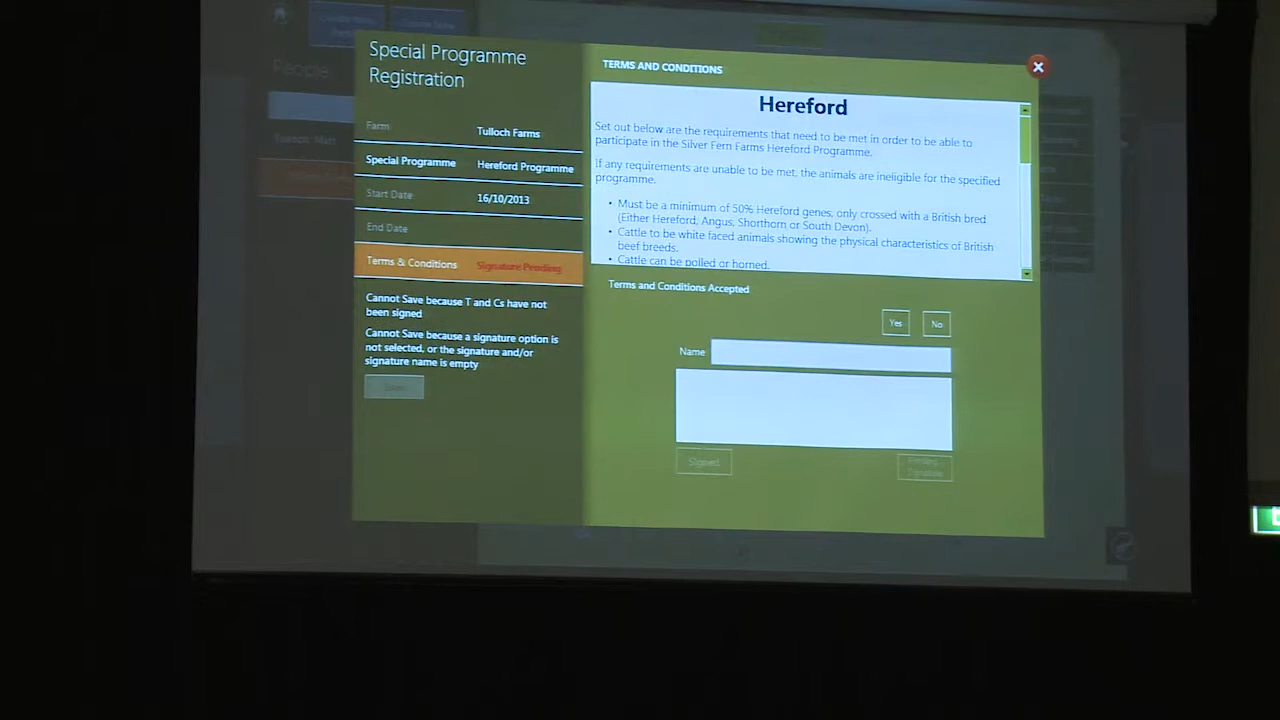 Special Programme
Registration
Farm
Tulloch Farms
Special Programme
Hereford Programme
Start Date
16/10/2013
End Date
Terms & Conditions
Signature Pending
Cannot Save because T and Cs have not
been signed
Cannot Save because a signature option is
not selected, or the signature and/or
signature name is empty
Save
TERMS AND CONDITIONS
Hereford
Set out below are the requirements that need to be met in order to be able to
participate in the Silver Fern Farms Hereford Programme.
If any requirements are unable to be met, the animals are ineligible for the specified
programme.
• Must be a minimum of 50% Hereford genes, only crossed with a British bred
(Either Hereford, Angus, Shorthorn or South Devon).
• Cattle to be white faced animals showing the physical characteristics of British
beef breeds.
• Cattle can be polled or horned.
Terms and Conditions Accepted
Yes
No
Name
Signed
Pending
Signature
People